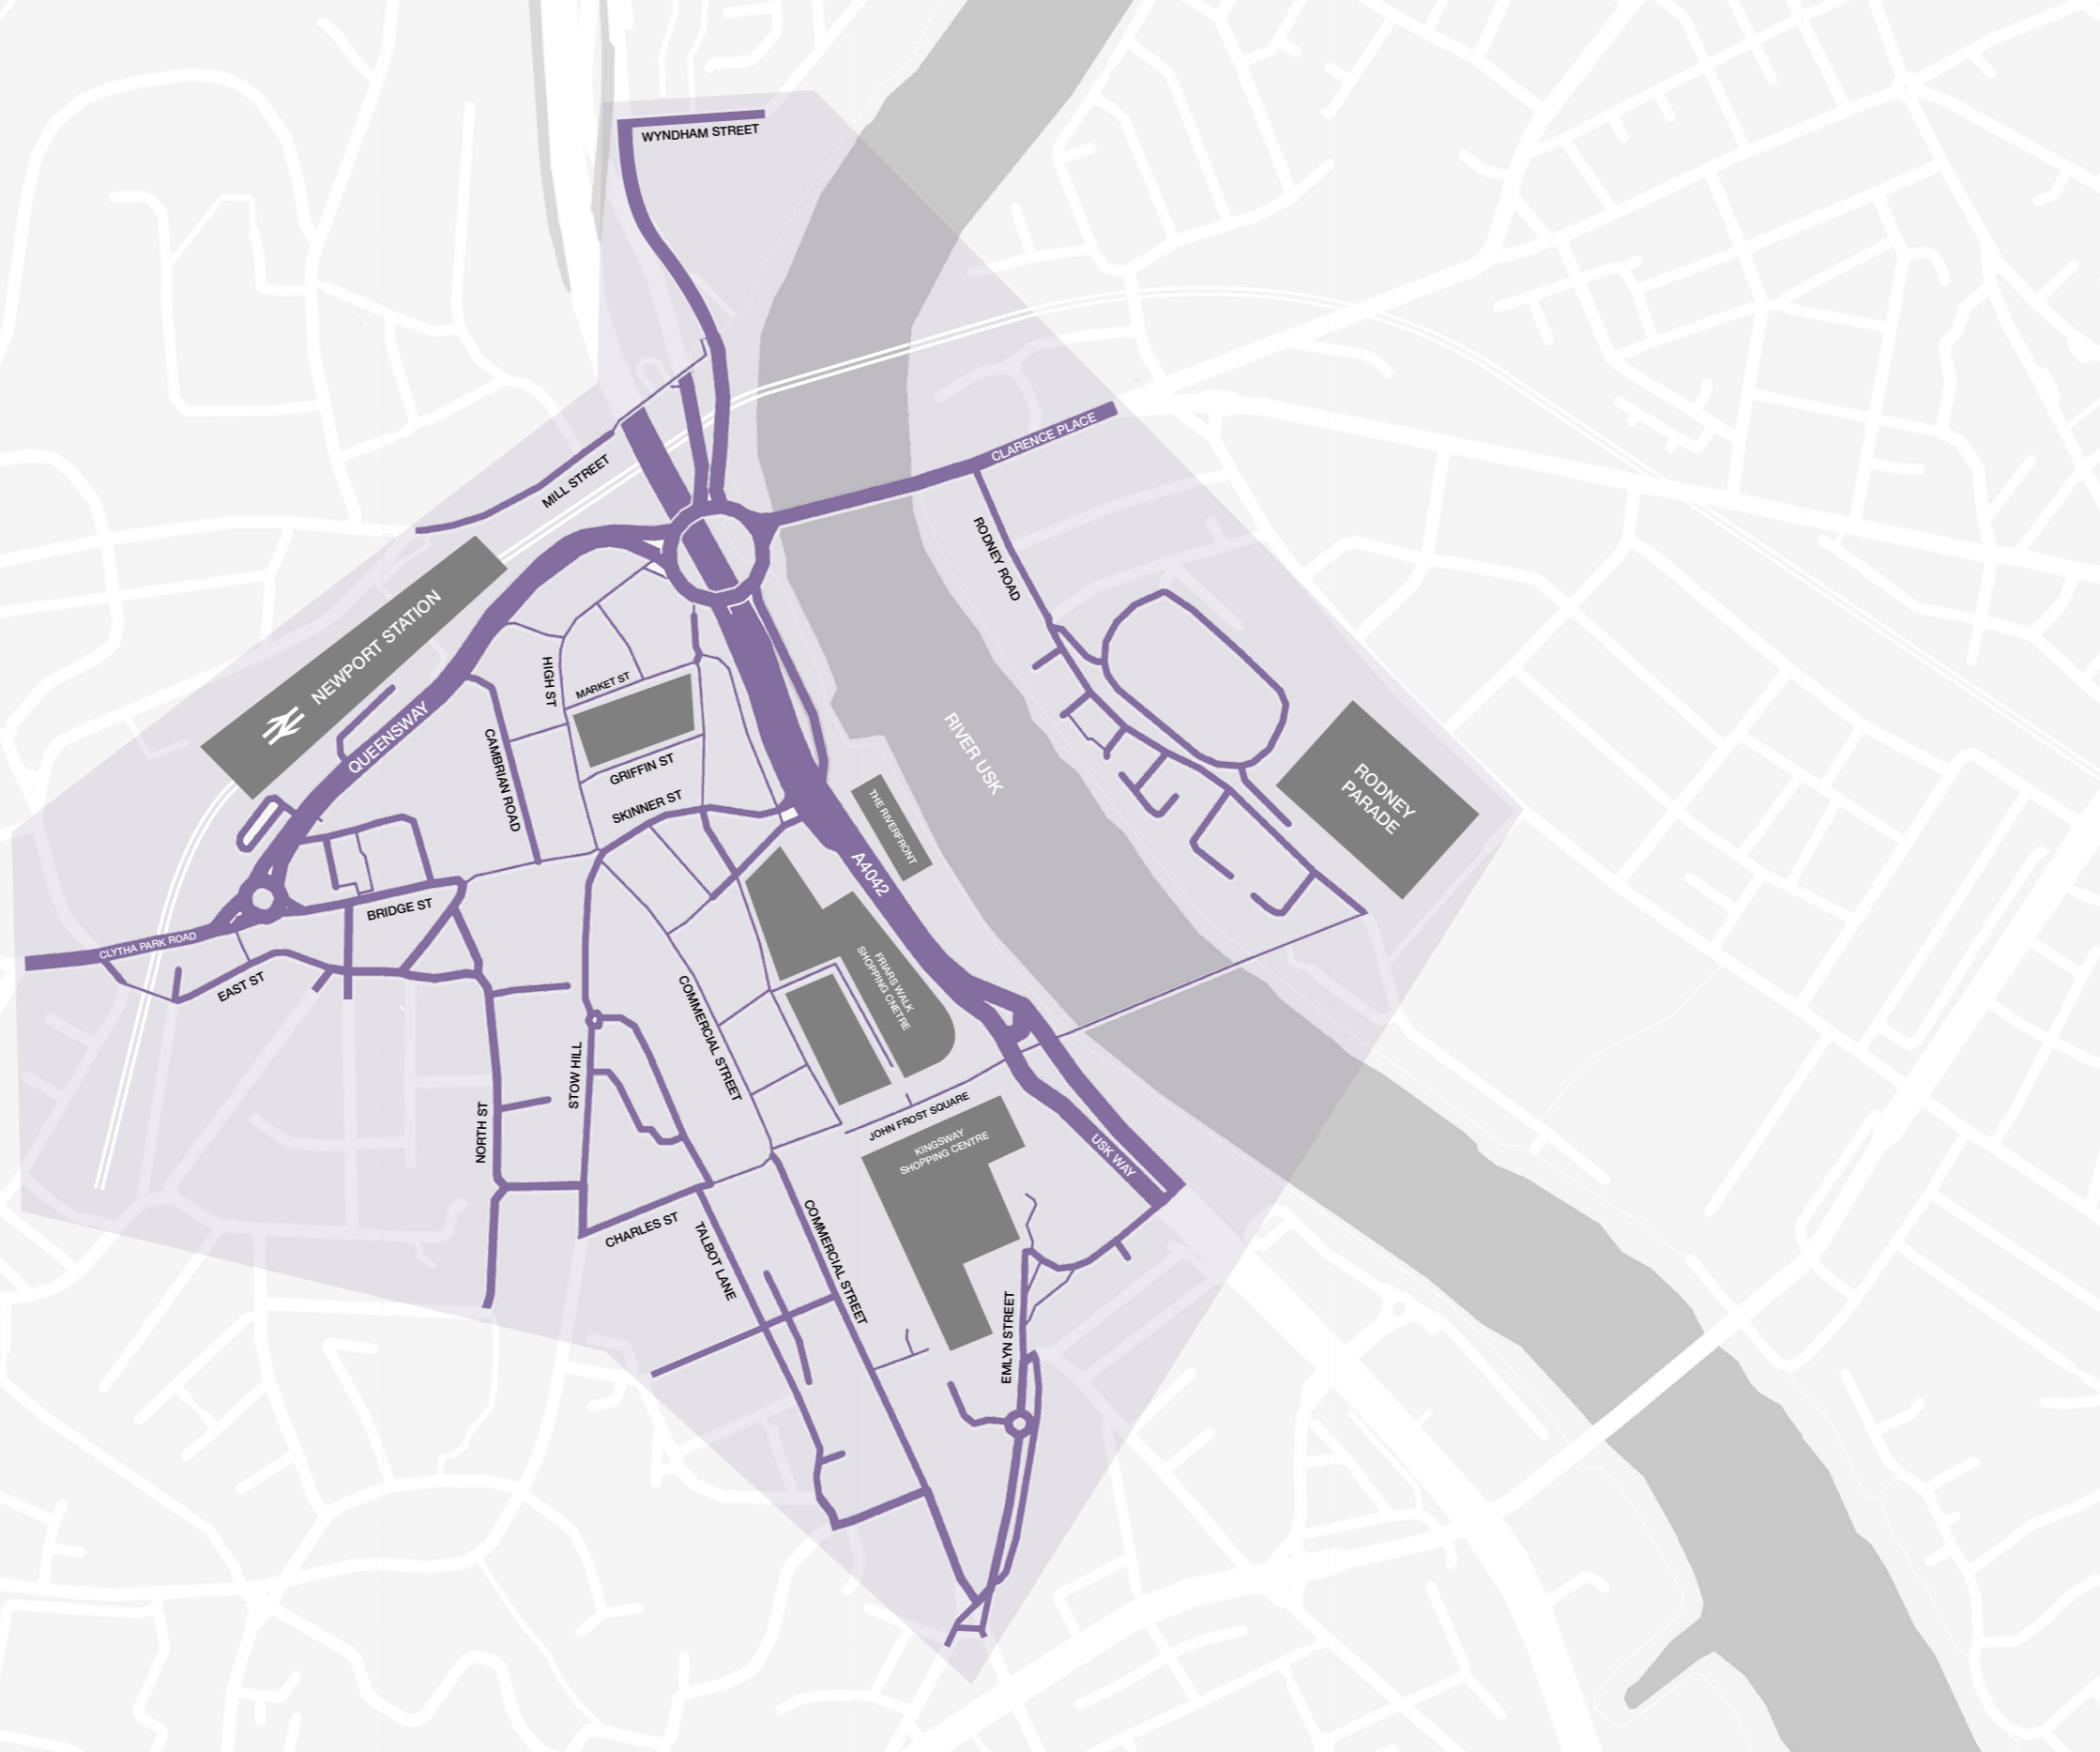 WYNDHAM STREET
MILL STREET
CLARENCE PLACE
RODNEY ROAD
NEWPORT STATION
QUEENSWAY
HIGH ST
MARKET ST
CAMBRIAN ROAD
GRIFFIN ST
SKINNER ST
RIVER USK
RODNEY
PARADE
THE RIVERFRONT
A4042
BRIDGE ST
CLYTHA PARK ROAD
EAST ST
FRIARS WALK
SHOPPING CNETRE
COMMERCIAL STREET
STOW HILL
NORTH ST
JOHN FROST SQUARE
KINGSWAY
SHOPPING CENTRE
USK WAY
CHARLES ST
TALBOT LANE
COMMERCIAL STREET
EMLYN STREET